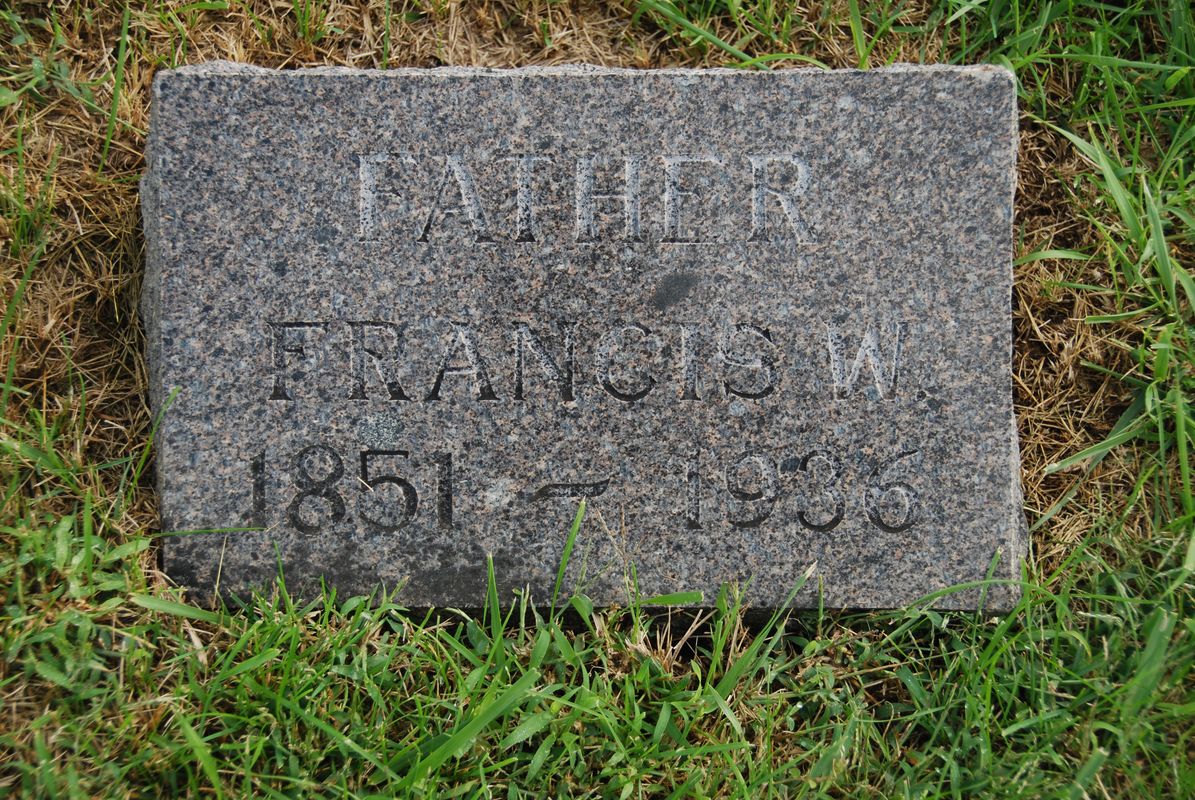 FATHER
FRANCIS W.
1851 - 1936